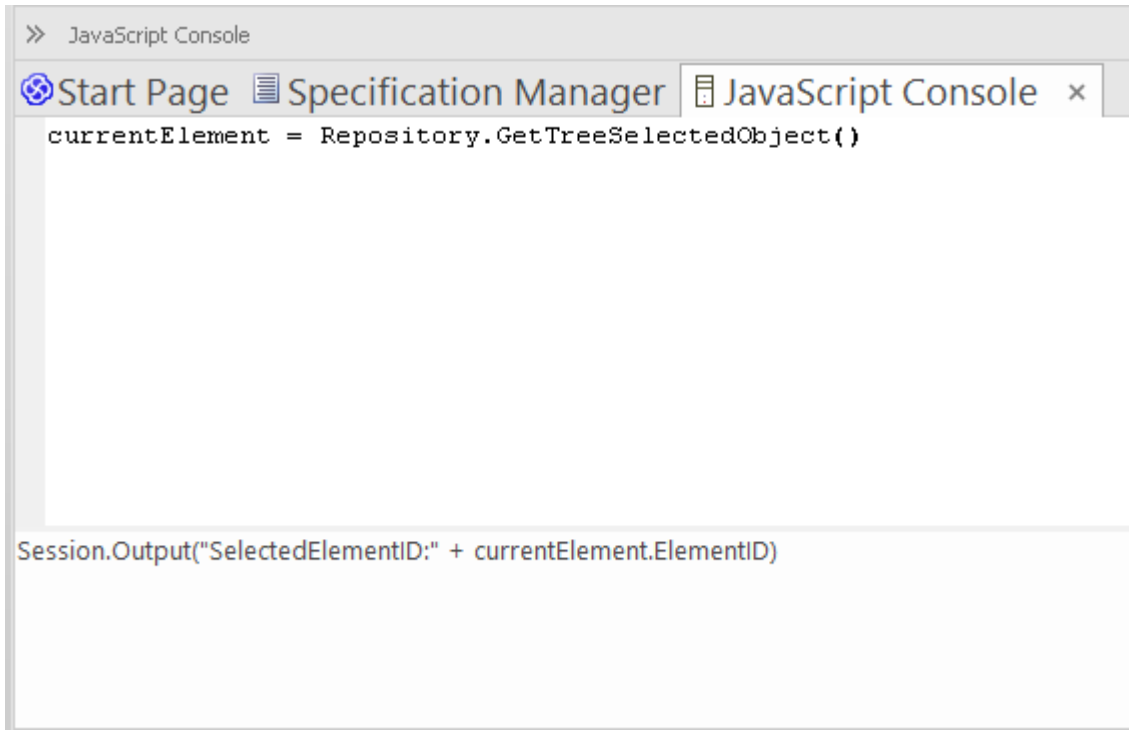 JavaScript Console
Start Page Specification Manager JavaScript Console ×
currentElement = Repository.GetTreeSelectedObject()
Session.Output("SelectedElementID:" + currentElement.ElementID)